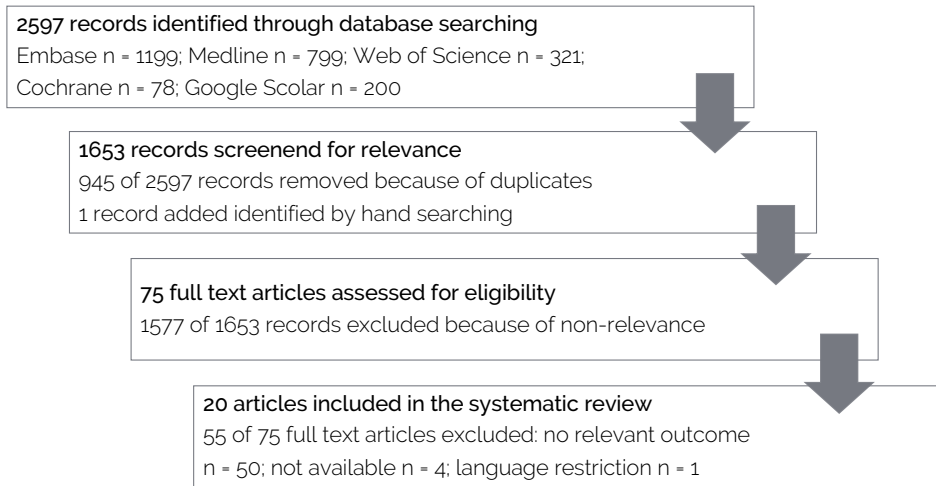 2597 records identified through database searching
Embase n = 1199; Medline n = 799; Web of Science n = 321;
Cochrane n = 78; Google Scolar n = 200
1653 records screenend for relevance
945 of 2597 records removed because of duplicates
1 record added identified by hand searching
75 full text articles assessed for eligibility
1577 of 1653 records excluded because of non-relevance
20 articles included in the systematic review
55 of 75 full text articles excluded: no relevant outcome
n = 50; not available n = 4; language restriction n = 1